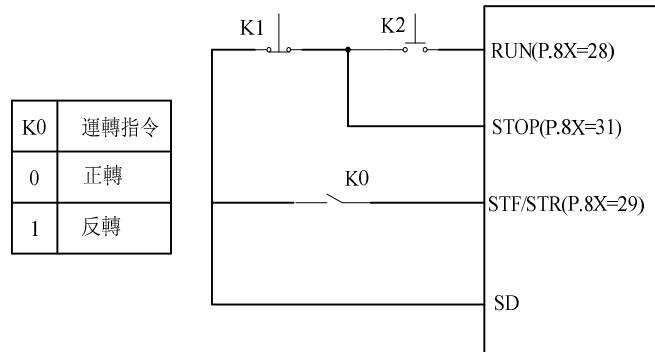 K1
K2
RUN(P.8X=28)
K0 運轉指令
STOP(P.8X=31)
0 正轉
K0
STF/STR(P.8X=29)
1 反轉
SD